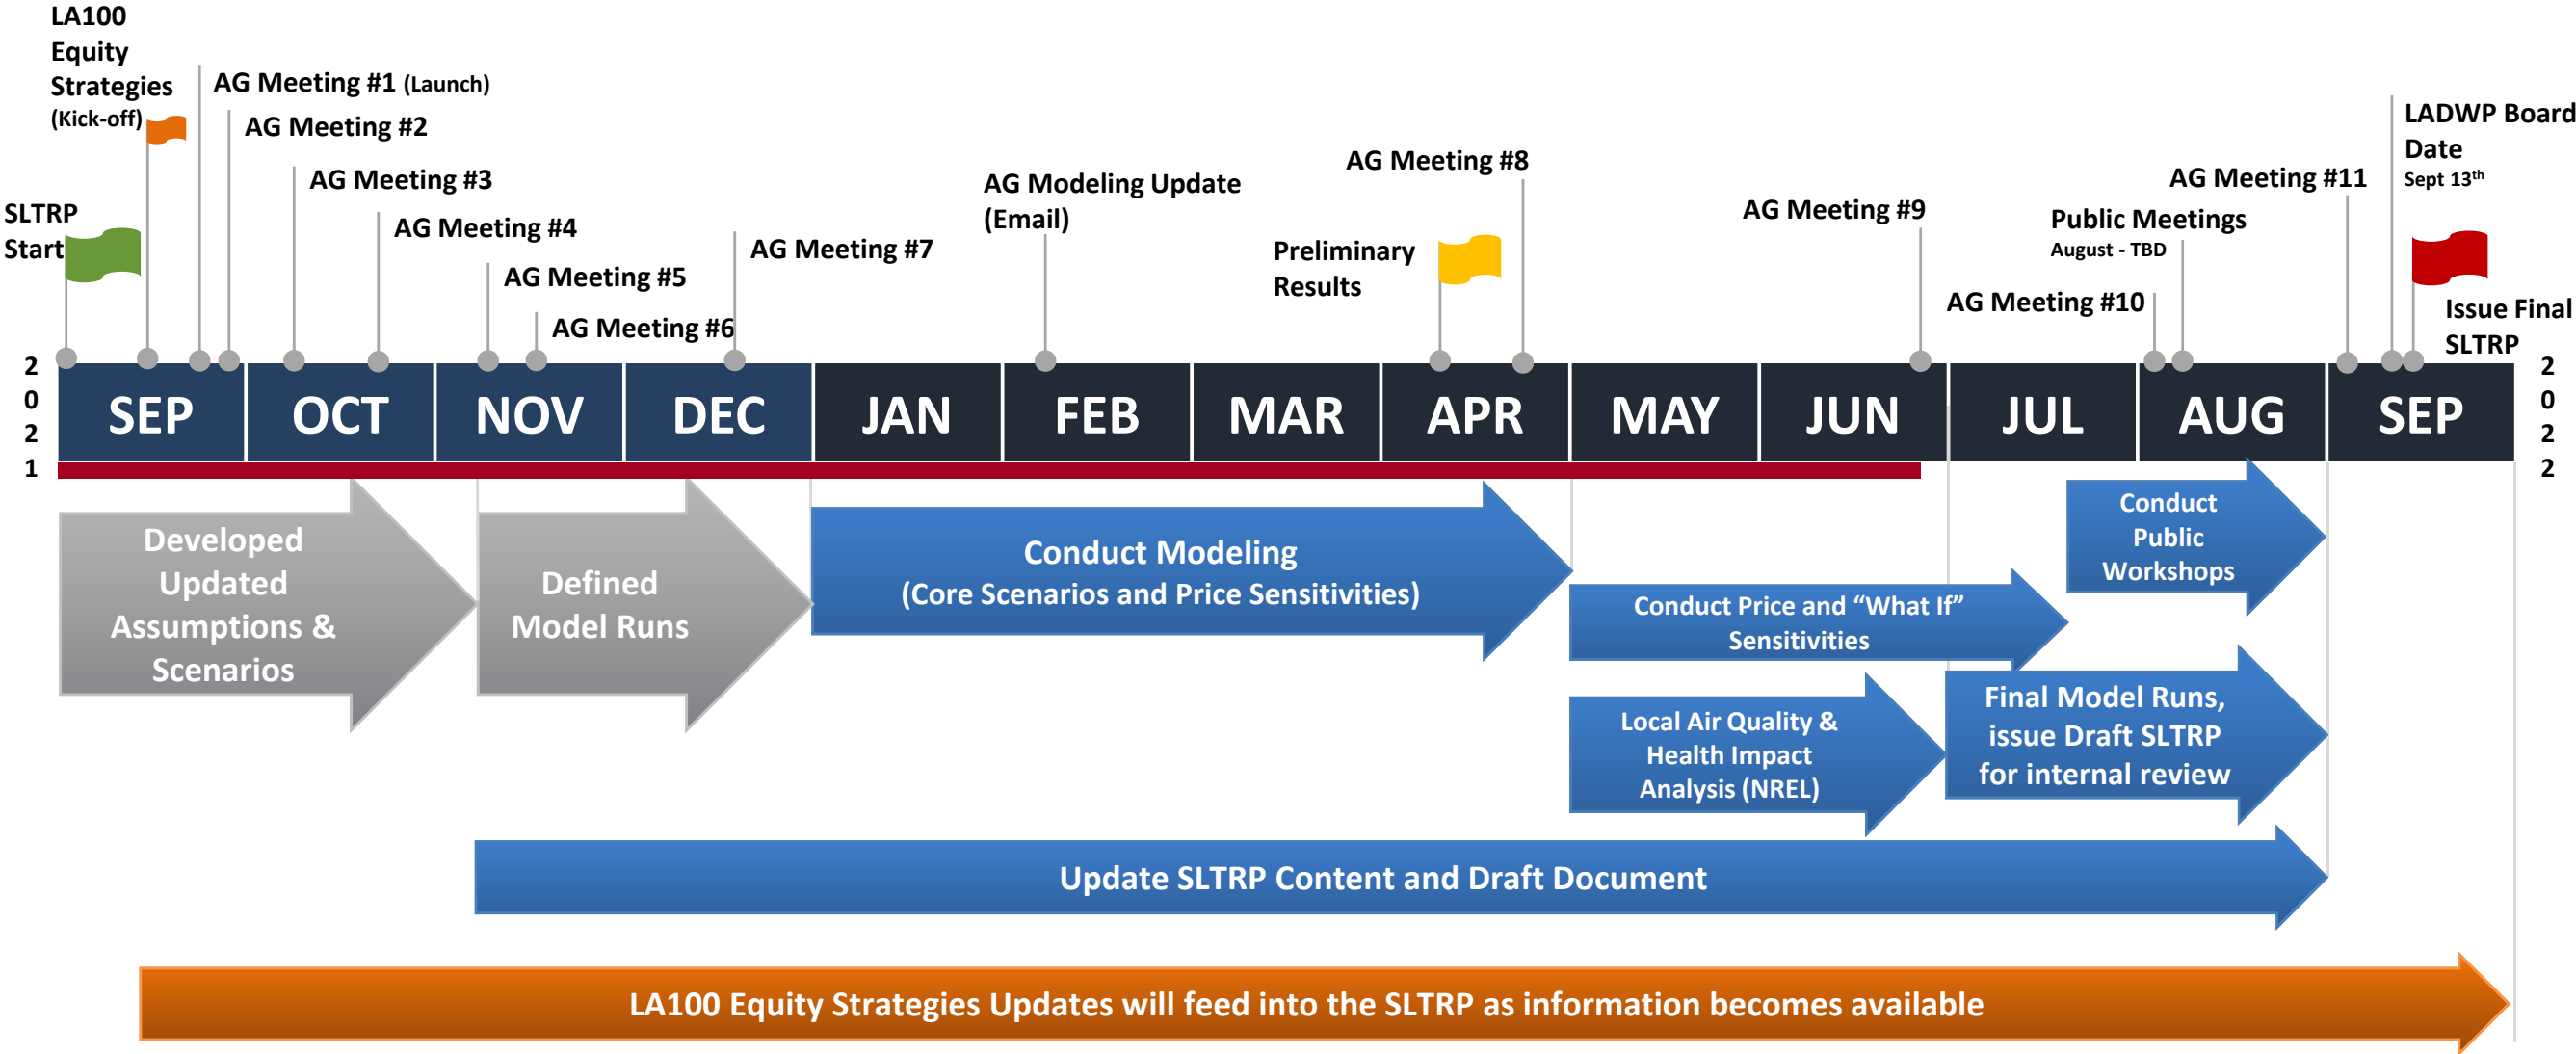 LA100
Equity
Strategies
(Kick-off)
AG Meeting #1 (Launch)
AG Meeting #2
AG Meeting #3
AG Meeting #4
AG Meeting #5
AG Meeting #6
AG Meeting #7
SLTRP
Start
AG Modeling Update
(Email)
Preliminary
Results
AG Meeting #8
AG Meeting #9
AG Meeting #10
Public Meetings
August - TBD
AG Meeting #11
LADWP Board
Date
Sept 13th
Issue Final
SLTRP
2
0
2
1
SEP OCT NOV DEC JAN FEB MAR APR MAY JUN JUL AUG SEP
2
0
2
2
Developed
Updated
Assumptions &
Scenarios
Defined
Model Runs
Conduct Modeling
(Core Scenarios and Price Sensitivities)
Conduct Price and “What If”
Sensitivities
Conduct
Public
Workshops
Local Air Quality &
Health Impact
Analysis (NREL)
Final Model Runs,
issue Draft SLTRP
for internal review
Update SLTRP Content and Draft Document
LA100 Equity Strategies Updates will feed into the SLTRP as information becomes available